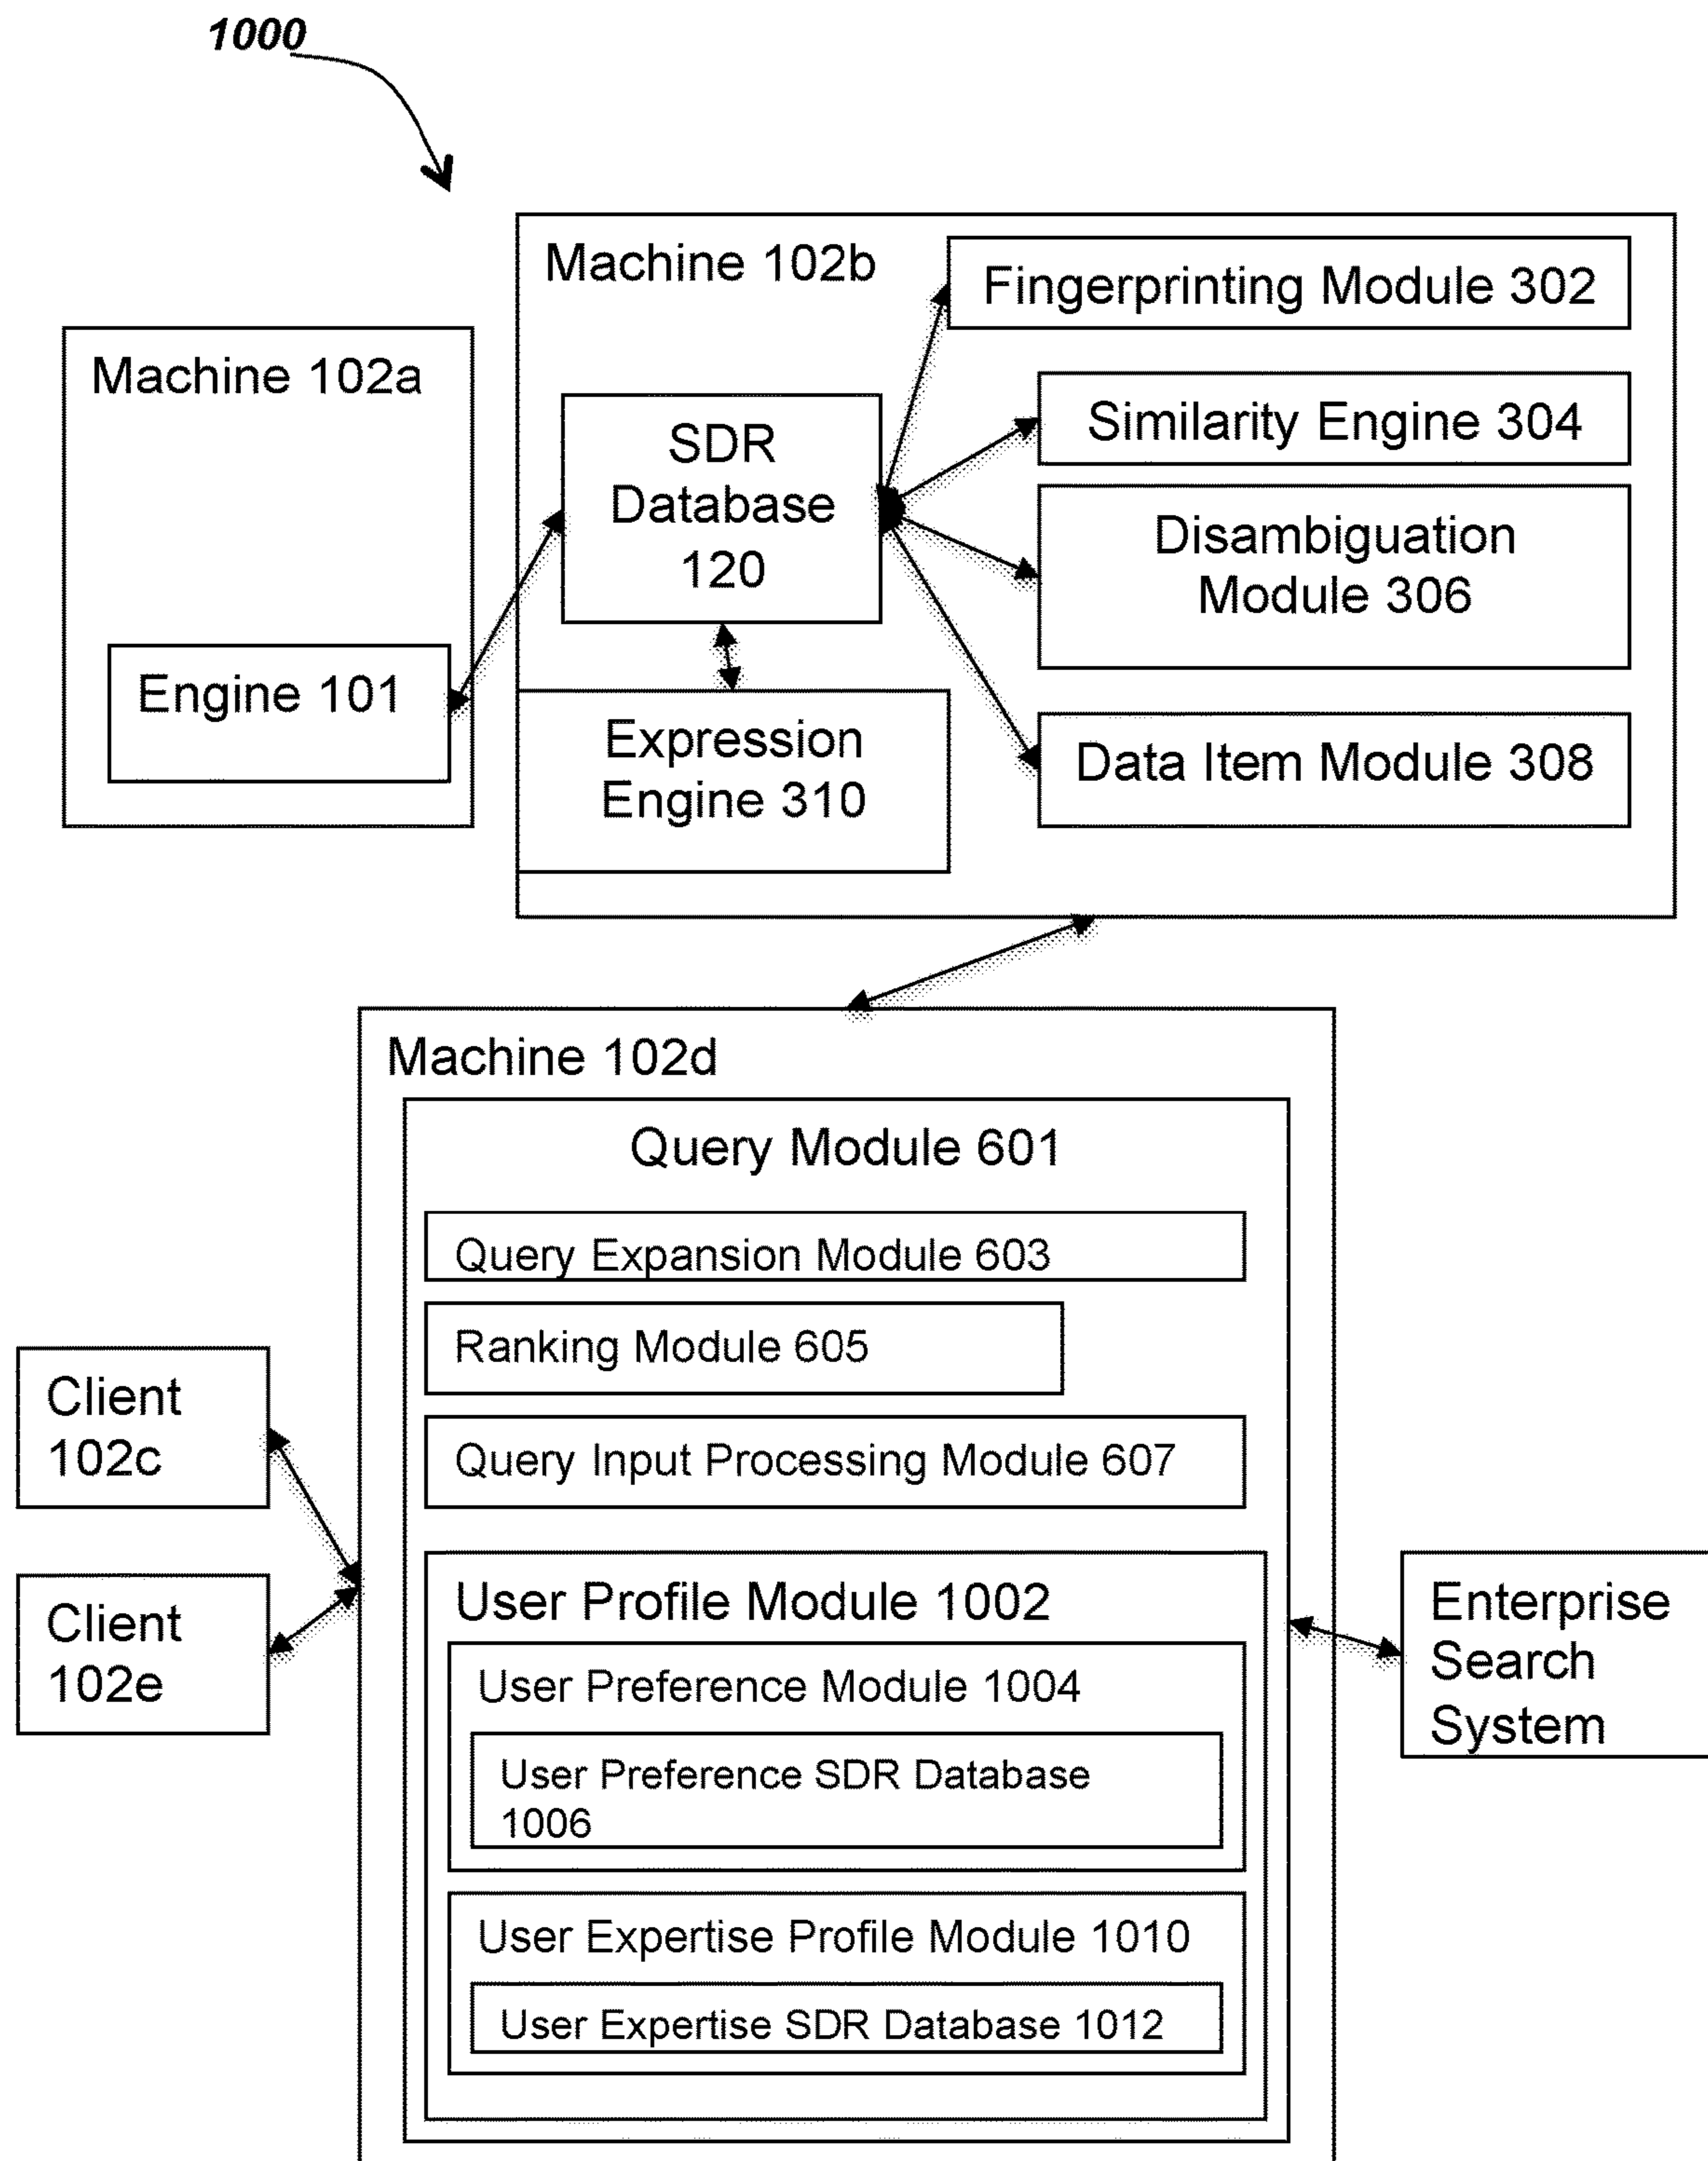 1000
Machine 102b
Fingerprinting Module 302
Machine 102a
Similarity Engine 304
SDR
Database
120
Disambiguation
Module 306
Engine 101
Expression
Engine 310
Data Item Module 308
Machine 102d
Query Module 601
Query Expansion Module 603
Ranking Module 605
Client
102c
Query Input Processing Module 607
Client
102e
User Profile Module 1002
User Preference Module 1004
User Preference SDR Database
1006
Enterprise
Search
System
User Expertise Profile Module 1010
User Expertise SDR Database 1012